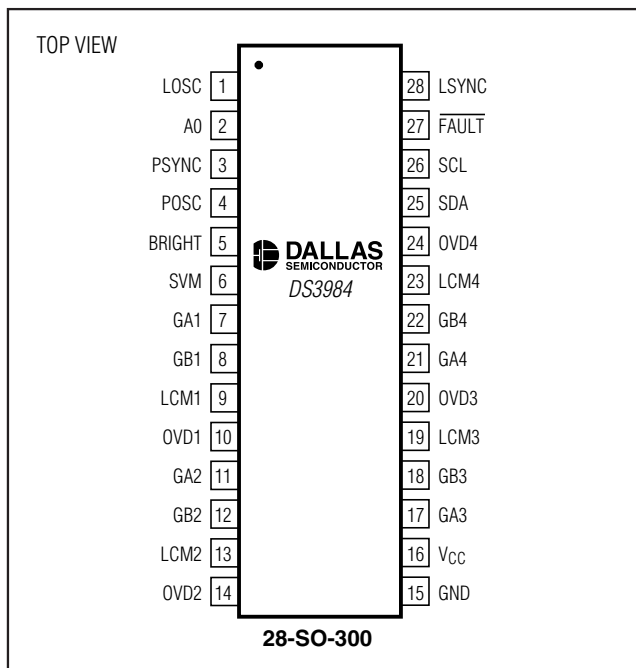 TOP VIEW
LOSC 1
A0 2
PSYNC 3
POSC 4
BRIGHT 5
SVM 6
GA1 7
GB1 8
LCM1 9
OVD1 10
GA2 11
GB2 12
LCM2 13
OVD2 14
DALLAS
SEMICONDUCTOR
DS3984
28 LSYNC
27 FAULT
26 SCL
25 SDA
24 OVD4
23 LCM4
22 GB4
21 GA4
20 OVD3
19 LCM3
18 GB3
17 GA3
16 VCC
15 GND
28-SO-300